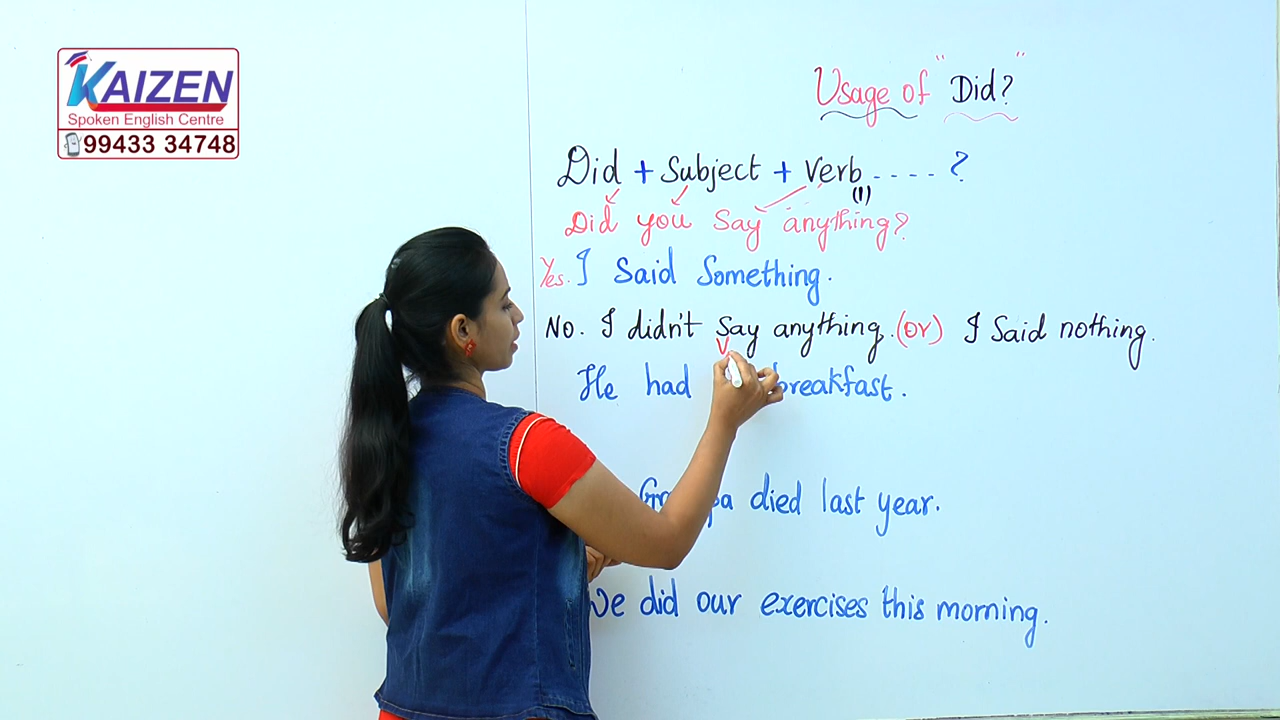 KAIZEN
Spoken English Centre
99433 34748
Usage of "Did?"
Did + Subject + Verb ---- ?
(1)
Did you Say anything?
Yes. I Said Something.
No. I didn't Say anything. (or) I Said nothing.
V
He had breakfast.
died last year.
We did our exercises this morning.